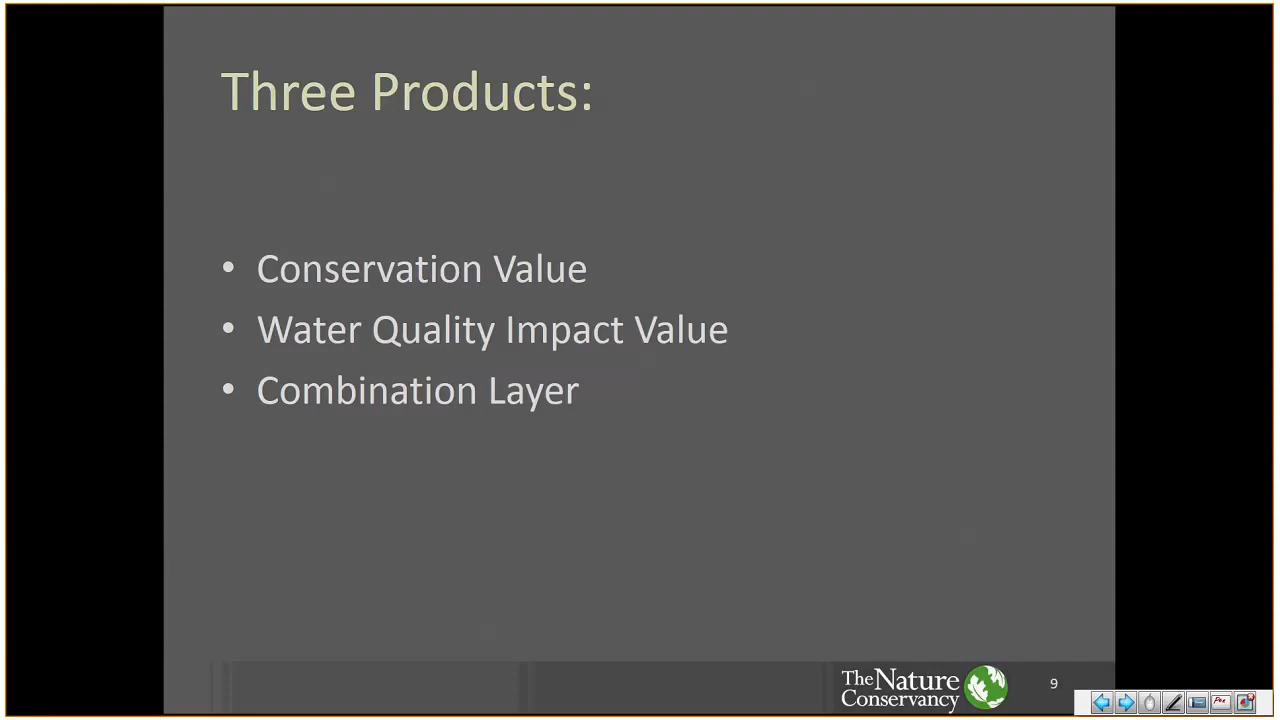 Three Products:
• Conservation Value
• Water Quality Impact Value
• Combination Layer
The Nature
Conservancy
9